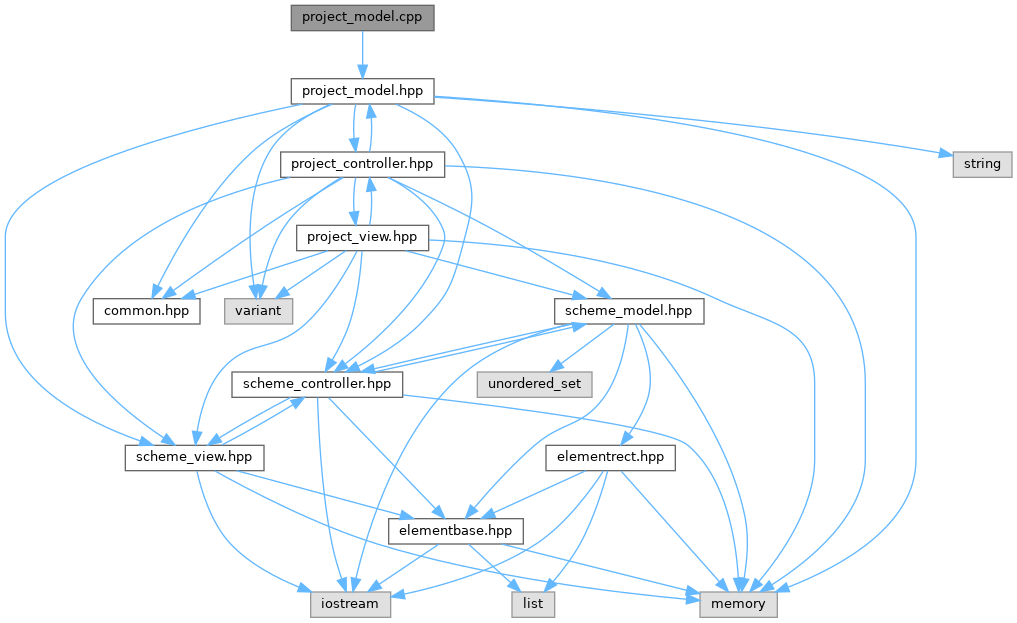 project_model.cpp
project_model.hpp
project_controller.hpp
string
project_view.hpp
common.hpp
variant
scheme_model.hpp
scheme_controller.hpp
unordered_set
scheme_view.hpp
elementrect.hpp
elementbase.hpp
iostream
list
memory